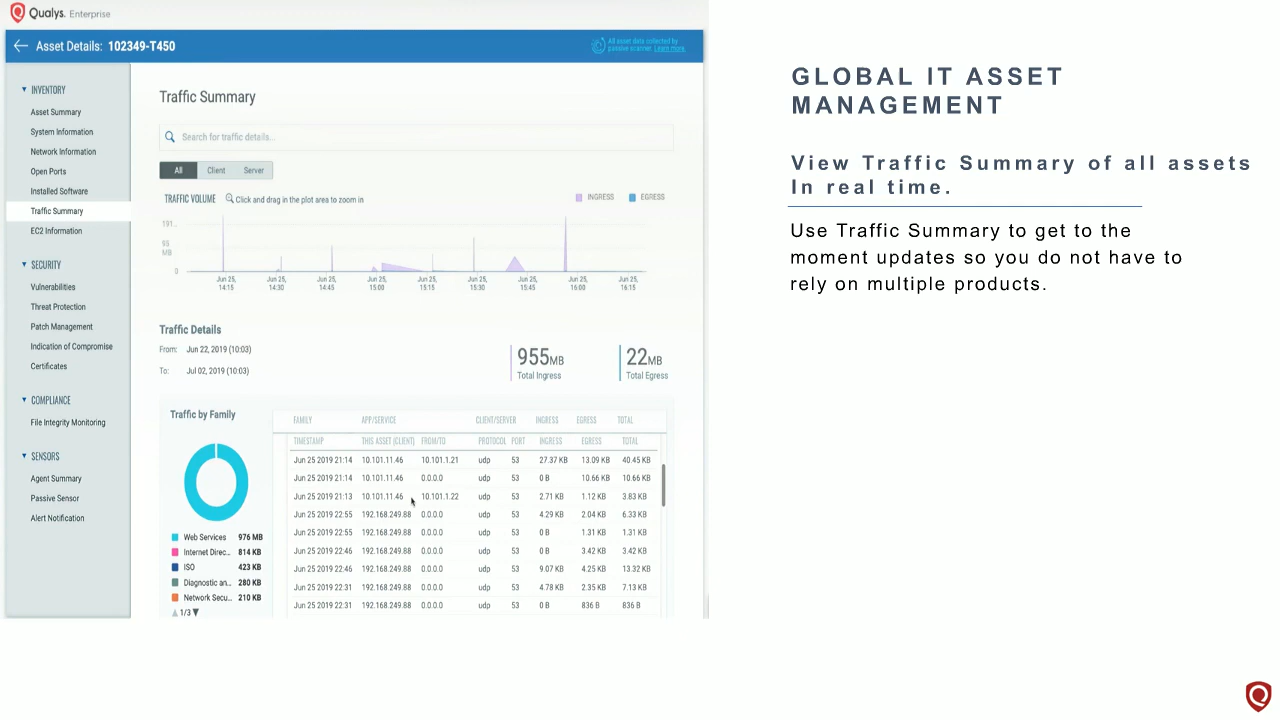 Qualys. Enterprise
Asset Details: 102349-T450
All asset data collected by
passive scanner. Learn more.
INVENTORY
Asset Summary
System Information
Network Information
Open Ports
Installed Software
Traffic Summary
EC2 Information
SECURITY
Vulnerabilities
Threat Protection
Patch Management
Indication of Compromise
Certificates
COMPLIANCE
File Integrity Monitoring
SENSORS
Agent Summary
Passive Sensor
Alert Notification
Traffic Summary
Search for traffic details...
All Client Server
TRAFFIC VOLUME Click and drag in the plot area to zoom in INGRESS EGRESS
191...
95
MB
0
Jun 25, Jun 25, Jun 25, Jun 25, Jun 25, Jun 25, Jun 25, Jun 25, Jun 25,
14:15 14:30 14:45 15:00 15:15 15:30 15:45 16:00 16:15
Traffic Details
From: Jun 22, 2019 (10:03)
To: Jul 02, 2019 (10:03)
955MB
Total Ingress
22MB
Total Egress
Traffic by Family
Web Services 976 MB
Internet Direc... 814 KB
ISO 423 KB
Diagnostic an... 280 KB
Network Secu... 210 KB
1/3
FAMILY APP/SERVICE CLIENT/SERVER INGRESS EGRESS TOTAL
TIMESTAMP THIS ASSET (CLIENT) FROM/TO PROTOCOL PORT INGRESS EGRESS TOTAL
Jun 25 2019 21:14 10.101.11.46 10.101.1.21 udp 53 27.37 KB 13.09 KB 40.45 KB
Jun 25 2019 21:14 10.101.11.46 0.0.0.0 udp 53 0 B 10.66 KB 10.66 KB
Jun 25 2019 21:13 10.101.11.46 10.101.1.22 udp 53 2.71 KB 1.12 KB 3.83 KB
Jun 25 2019 22:55 192.168.249.88 0.0.0.0 udp 53 4.29 KB 2.04 KB 6.33 KB
Jun 25 2019 22:55 192.168.249.88 0.0.0.0 udp 53 0 B 1.31 KB 1.31 KB
Jun 25 2019 22:46 192.168.249.88 0.0.0.0 udp 53 0 B 3.42 KB 3.42 KB
Jun 25 2019 22:46 192.168.249.88 0.0.0.0 udp 53 9.07 KB 4.25 KB 13.32 KB
Jun 25 2019 22:31 192.168.249.88 0.0.0.0 udp 53 4.78 KB 2.35 KB 7.13 KB
Jun 25 2019 22:31 192.168.249.88 0.0.0.0 udp 53 0 B 836 B 836 B
GLOBAL IT ASSET
MANAGEMENT
View Traffic Summary of all assets
In real time.
Use Traffic Summary to get to the
moment updates so you do not have to
rely on multiple products.